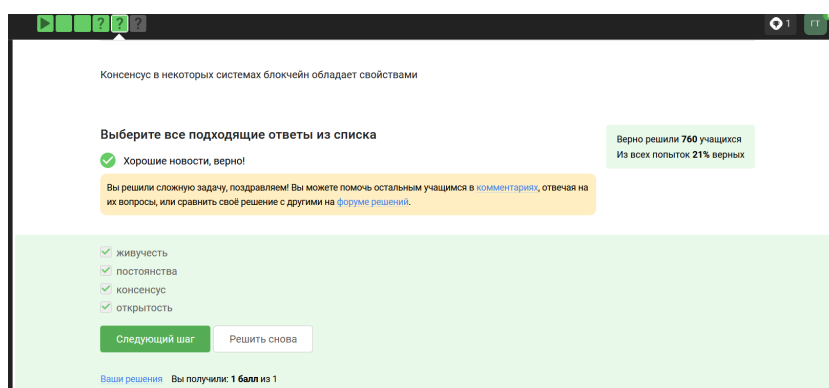 ? ? ?
1
ГТ
Консенсус в некоторых системах блокчейн обладает свойствами
Выберите все подходящие ответы из списка
Верно решили 760 учащихся
Из всех попыток 21% верных
Хорошие новости, верно!
Вы решили сложную задачу, поздравляем! Вы можете помочь остальным учащимся в комментариях, отвечая на
их вопросы, или сравнить своё решение с другими на форуме решений.
живучесть
постоянства
консенсус
открытость
Следующий шаг
Решить снова
Ваши решения Вы получили: 1 балл из 1